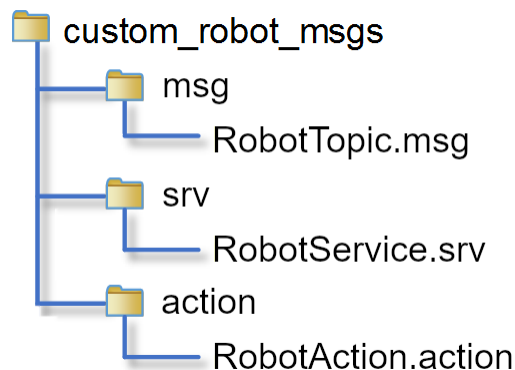 custom_robot_msgs
msg
RobotTopic.msg
srv
RobotService.srv
action
RobotAction.action